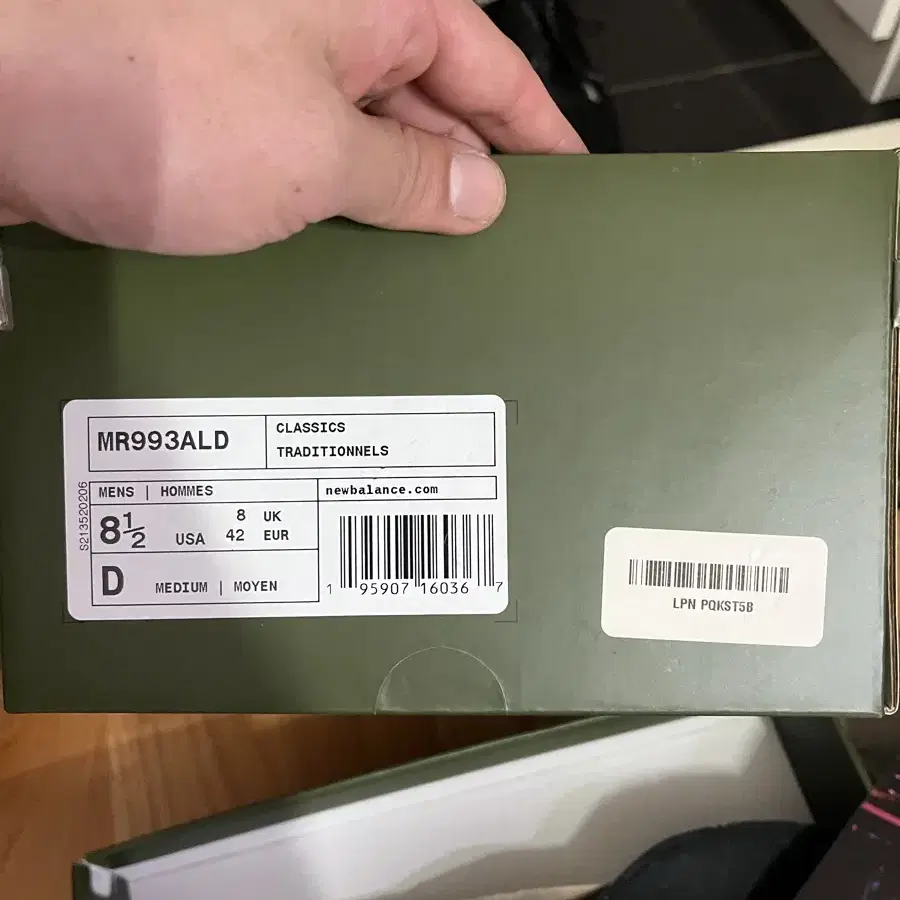 MR993ALD
CLASSICS
TRADITIONNELS
S213520206
MENS | HOMMES
newbalance.com
8½ USA
8 UK
42 EUR
D MEDIUM | MOYEN
1 95907 16036 7
LPN PQKST5B